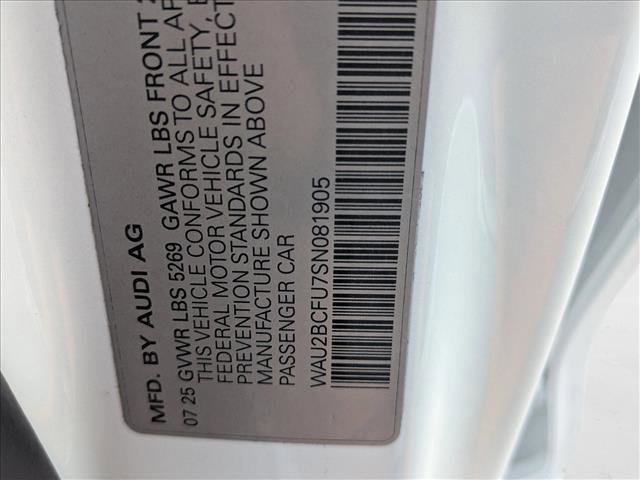 MFD. BY AUDI AG
07 25 GVWR LBS 5269 GAWR LBS FRONT
THIS VEHICLE CONFORMS TO ALL
FEDERAL MOTOR VEHICLE SAFETY,
PREVENTION STANDARDS IN EFFECT
MANUFACTURE SHOWN ABOVE
PASSENGER CAR
WAU2BCFU7SN081905